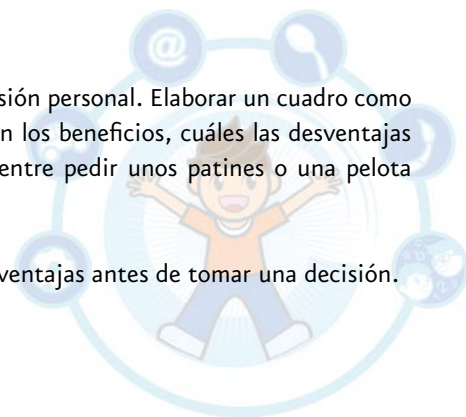 sión personal. Elaborar un cuadro como
n los beneficios, cuáles las desventajas
entre pedir unos patines o una pelota
ventajas antes de tomar una decisión.
@